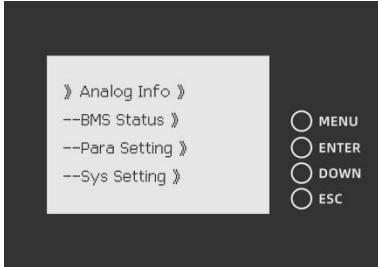 》 Analog Info 》
--BMS Status 》
--Para Setting 》
--Sys Setting 》
MENU
ENTER
DOWN
ESC